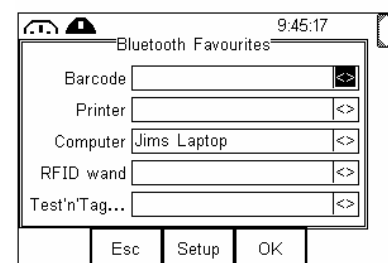 9:45:17
Bluetooth Favourites
Barcode <>
Printer <>
Computer Jims Laptop <>
RFID wand <>
Test'n'Tag... <>
Esc Setup OK